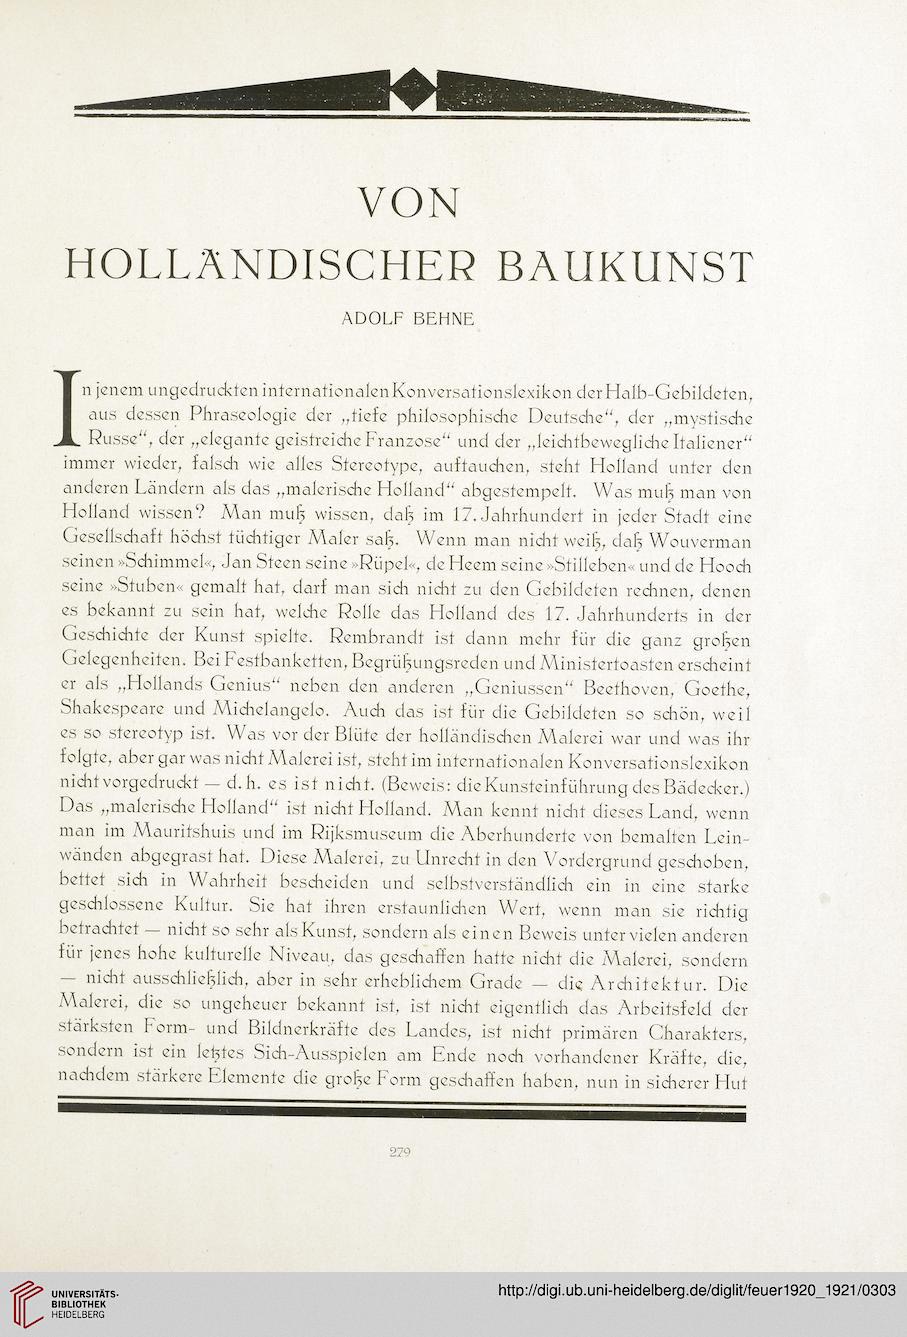 VON
HOLLÄNDISCHER BAUKUNST
ADOLF BEHNE
In jenem ungedruckten internationalen Konversationslexikon der Halb-Gebildeten,
aus dessen Phraseologie der „tiefe philosophische Deutsche“, der „mystische
Russe“, der „elegante geistreiche Franzose“ und der „leichtbewegliche Italiener“
immer wieder, falsch wie alles Stereotype, auftauchen, steht Holland unter den
anderen Ländern als das „malerische Holland“ abgestempelt. Was muß man von
Holland wissen? Man muß wissen, daß im 17. Jahrhundert in jeder Stadt eine
Gesellschaft höchst tüchtiger Maler saß. Wenn man nicht weiß, daß Wouverman
seinen »Schimmel«, Jan Steen seine »Rüpel«, de Heem seine »Stilleben« und de Hooch
seine »Stuben« gemalt hat, darf man sich nicht zu den Gebildeten rechnen, denen
es bekannt zu sein hat, welche Rolle das Holland des 17. Jahrhunderts in der
Geschichte der Kunst spielte. Rembrandt ist dann mehr für die ganz großen
Gelegenheiten. Bei Festbanketten, Begrüßungsreden und Ministertoasten erscheint
er als „Hollands Genius“ neben den anderen „Geniussen“ Beethoven, Goethe,
Shakespeare und Michelangelo. Auch das ist für die Gebildeten so schön, weil
es so stereotyp ist. Was vor der Blüte der holländischen Malerei war und was ihr
folgte, aber gar was nicht Malerei ist, steht im internationalen Konversationslexikon
nicht vorgedruckt — d. h. es ist nicht. (Beweis: die Kunsteinführung des Bädecker.)
Das „malerische Holland“ ist nicht Holland. Man kennt nicht dieses Land, wenn
man im Mauritshuis und im Rijksmuseum die Aberhunderte von bemalten Lein-
wänden abgegrast hat. Diese Malerei, zu Unrecht in den Vordergrund geschoben,
bettet sich in Wahrheit bescheiden und selbstverständlich ein in eine starke
geschlossene Kultur. Sie hat ihren erstaunlichen Wert, wenn man sie richtig
betrachtet — nicht so sehr als Kunst, sondern als einen Beweis unter vielen anderen
für jenes hohe kulturelle Niveau, das geschaffen hatte nicht die Malerei, sondern
— nicht ausschließlich, aber in sehr erheblichem Grade — die Architektur. Die
Malerei, die so ungeheuer bekannt ist, ist nicht eigentlich das Arbeitsfeld der
stärksten Form- und Bildnerkräfte des Landes, ist nicht primären Charakters,
sondern ist ein letztes Sich-Ausspielen am Ende noch vorhandener Kräfte, die,
nachdem stärkere Elemente die große Form geschaffen haben, nun in sicherer Hut
279
UNIVERSITÄTS-
BIBLIOTHEK
HEIDELBERG
http://digi.ub.uni-heidelberg.de/diglit/feuer1920_1921/0303